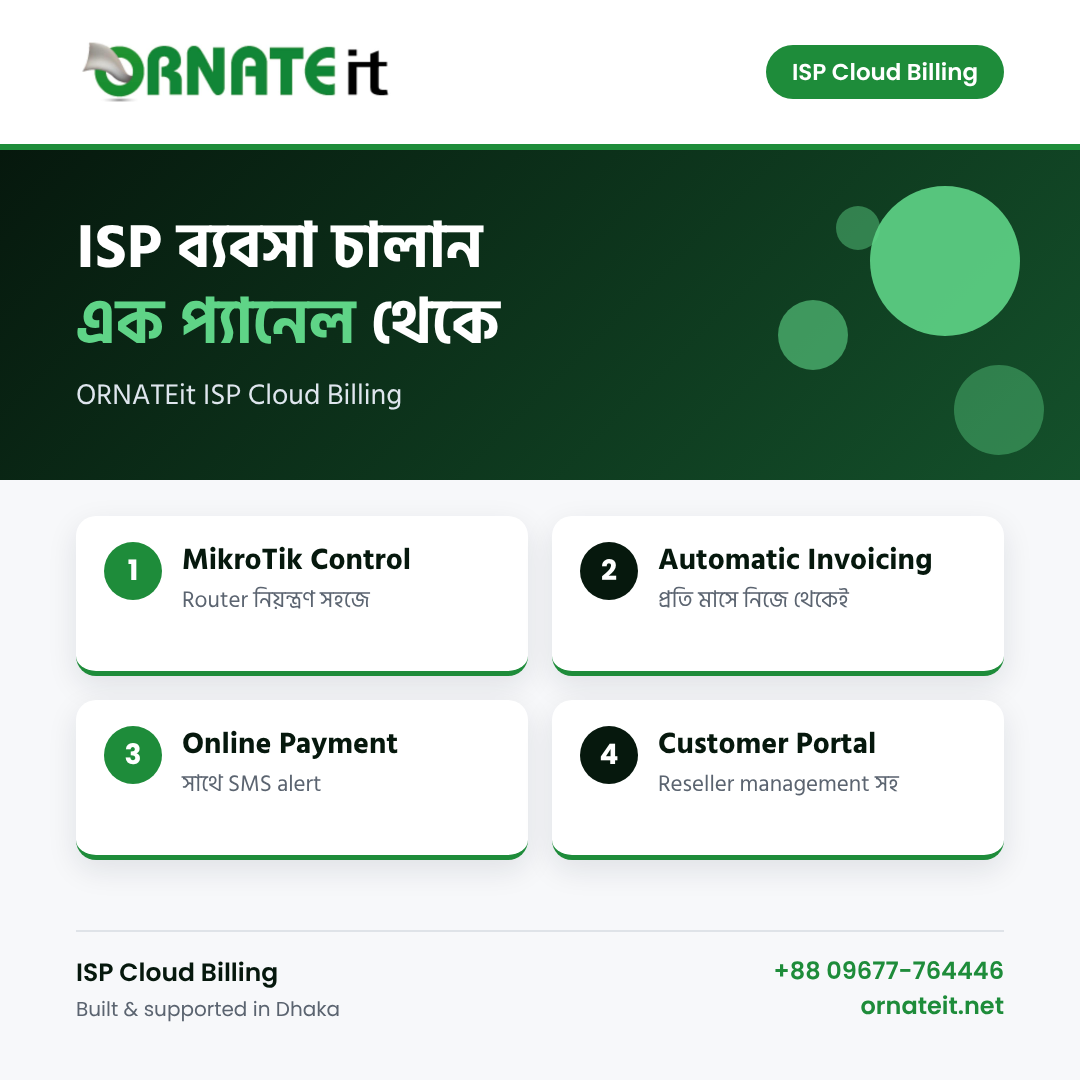 ORNATE it
ISP Cloud Billing
ISP ব্যবসা চালান
এক প্যানেল থেকে
ORNATEit ISP Cloud Billing
1
MikroTik Control
Router নিয়ন্ত্রণ সহজে
2
Automatic Invoicing
প্রতি মাসে নিজে থেকেই
3
Online Payment
সাথে SMS alert
4
Customer Portal
Reseller management সহ
ISP Cloud Billing
Built & supported in Dhaka
+88 09677-764446
ornateit.net